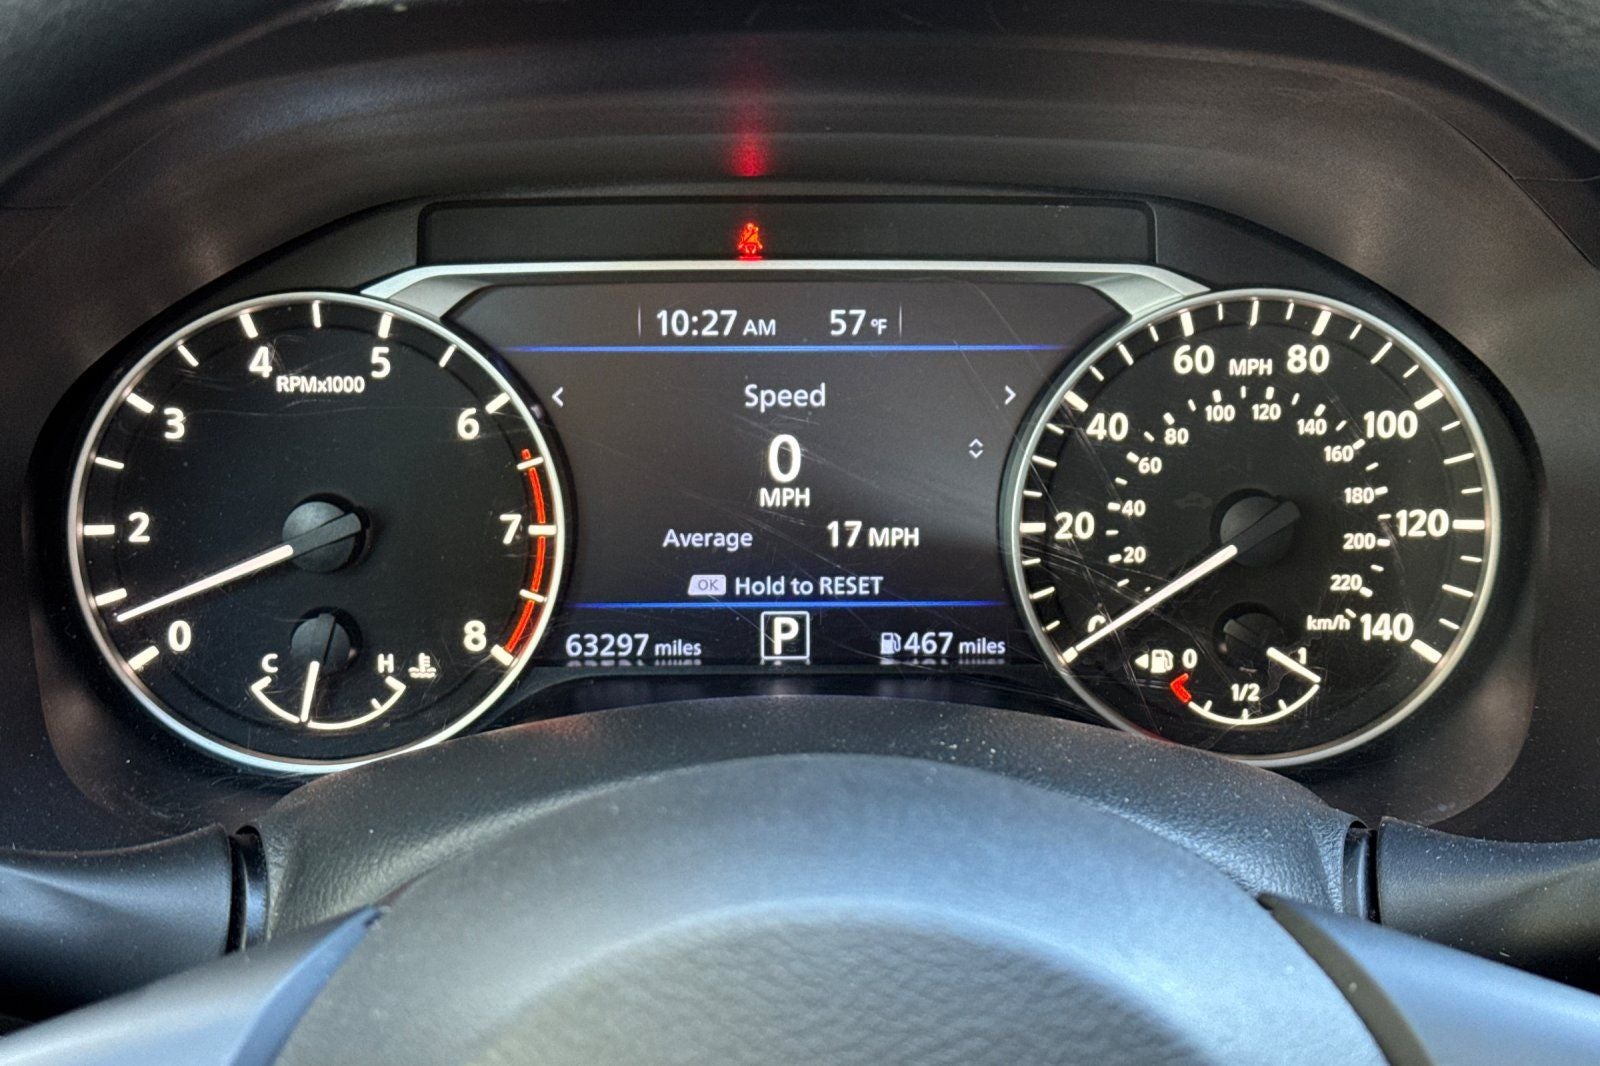 10:27 AM 57 °F
Speed
0
MPH
Average 17 MPH
OK Hold to RESET
63297 miles P 467 miles
RPMx1000
0
2
3
4
5
6
7
8
C H
MPH
20
40
60
80
100
120
140
km/h
20
40
60
80
100
120
140
160
180
200
220
0 1/2 1